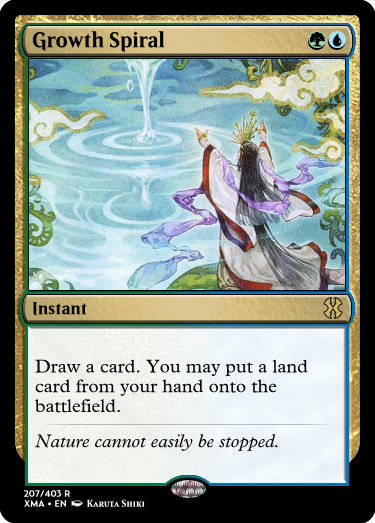 Growth Spiral
Instant
Draw a card. You may put a land
card from your hand onto the
battlefield.
Nature cannot easily be stopped.
207/403 R
XMA • EN Karuta Shiki